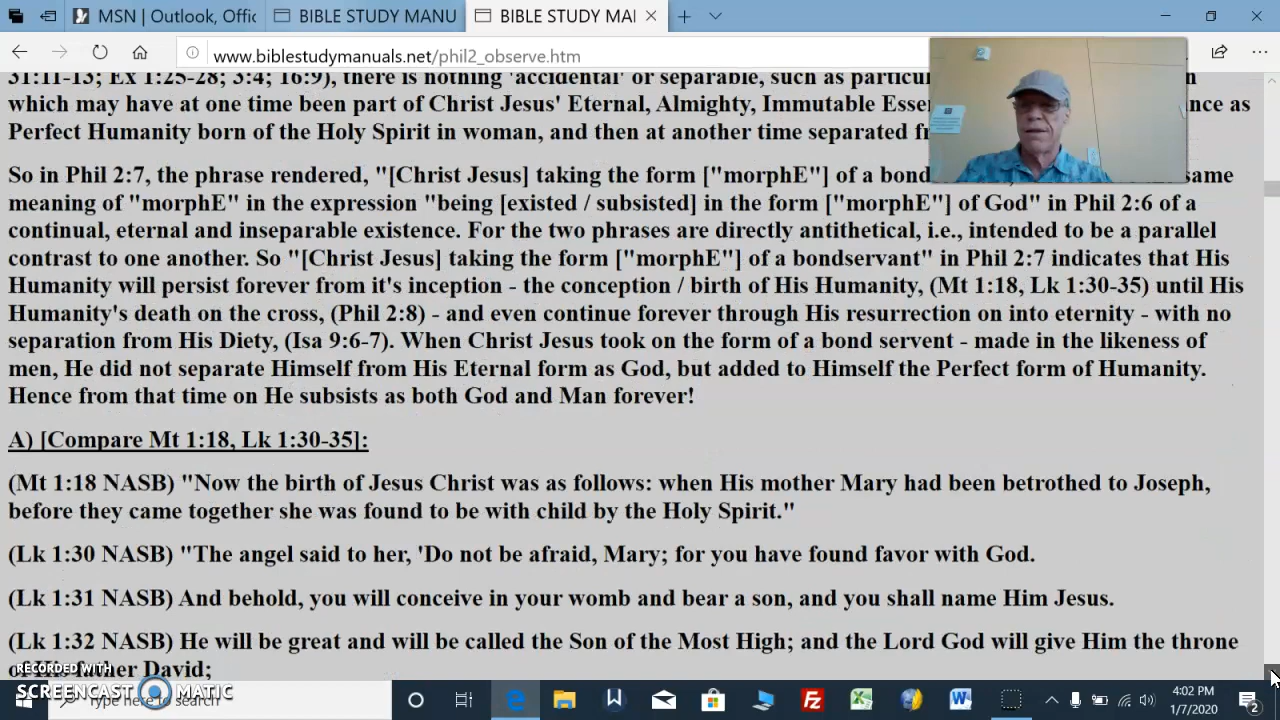 MSN | Outlook, Offic
BIBLE STUDY MANU
BIBLE STUDY MAI
www.biblestudymanuals.net/phil2_observe.htm
31:11-13; Ex 1:25-28; 3:4; 16:9), there is nothing 'accidental' or separable, such as
which may have at one time been part of Christ Jesus' Eternal, Almighty, Immutable
Perfect Humanity born of the Holy Spirit in woman, and then at another time separated
So in Phil 2:7, the phrase rendered, "[Christ Jesus] taking the form ["morphE"] of a same
meaning of "morphE" in the expression "being [existed / subsisted] in the form ["morphE"] of God" in Phil 2:6 of a
continual, eternal and inseparable existence. For the two phrases are directly antithetical, i.e., intended to be a parallel
contrast to one another. So "[Christ Jesus] taking the form ["morphE"] of a bondservant" in Phil 2:7 indicates that His
Humanity will persist forever from it's inception - the conception / birth of His Humanity, (Mt 1:18, Lk 1:30-35) until His
Humanity's death on the cross, (Phil 2:8) - and even continue forever through His resurrection on into eternity - with no
separation from His Diety, (Isa 9:6-7). When Christ Jesus took on the form of a bond servent - made in the likeness of
men, He did not separate Himself from His Eternal form as God, but added to Himself the Perfect form of Humanity.
Hence from that time on He subsists as both God and Man forever!
A) [Compare Mt 1:18, Lk 1:30-35]:
(Mt 1:18 NASB) "Now the birth of Jesus Christ was as follows: when His mother Mary had been betrothed to Joseph,
before they came together she was found to be with child by the Holy Spirit."
(Lk 1:30 NASB) "The angel said to her, 'Do not be afraid, Mary; for you have found favor with God.
(Lk 1:31 NASB) And behold, you will conceive in your womb and bear a son, and you shall name Him Jesus.
(Lk 1:32 NASB) He will be great and will be called the Son of the Most High; and the Lord God will give Him the throne
father David;
RECORDED WITH
SCREENCAST MATIC
Type here to search
4:02 PM
1/7/2020
2